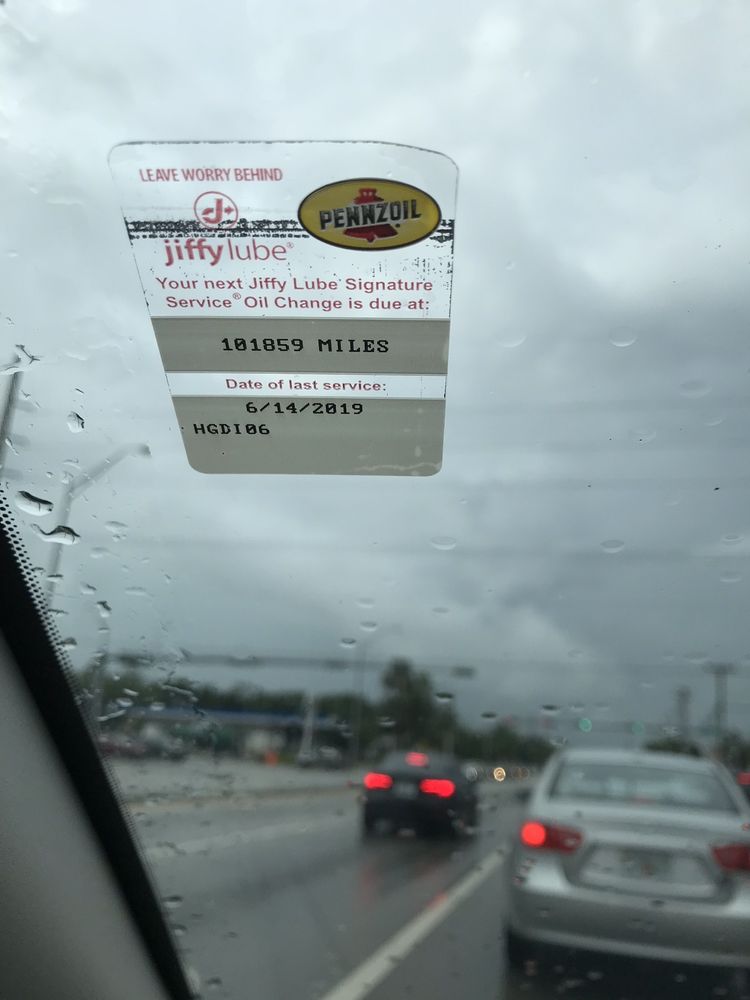 LEAVE WORRY BEHIND
PENNZOIL
jiffy lube®
Your next Jiffy Lube Signature
Service® Oil Change is due at:
101859 MILES
Date of last service:
6/14/2019
HGDI06